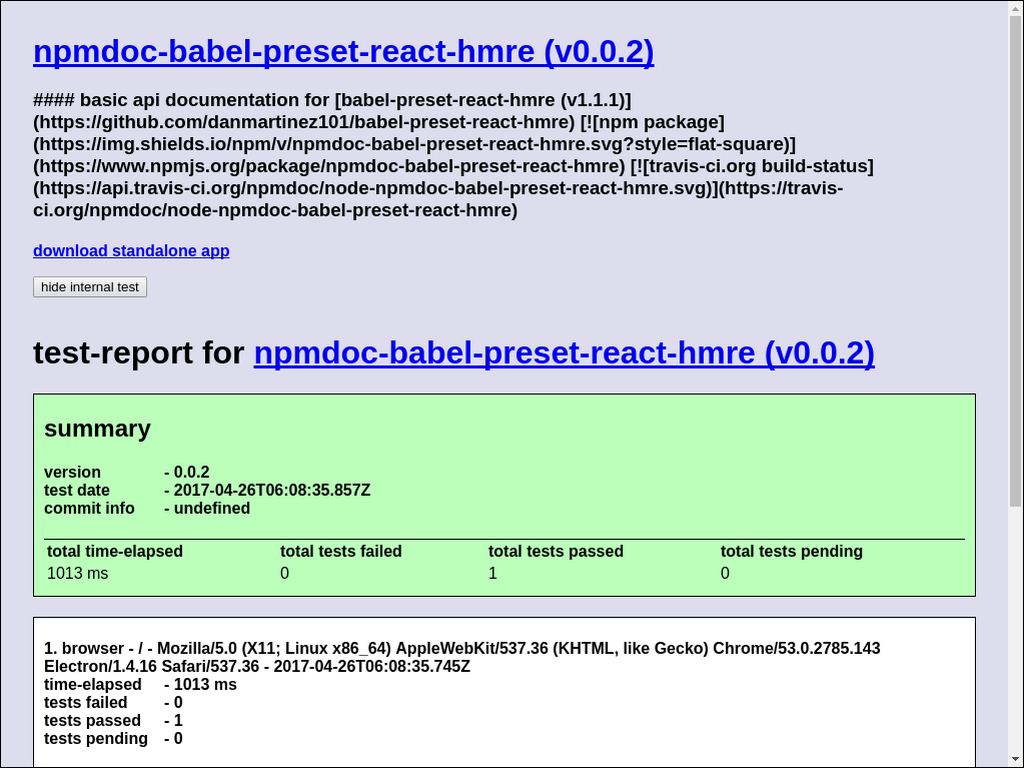 npmdoc-babel-preset-react-hmre (v0.0.2)
#### basic api documentation for [babel-preset-react-hmre (v1.1.1)]
(https://github.com/danmartinez101/babel-preset-react-hmre) [![npm package]
(https://img.shields.io/npm/v/npmdoc-babel-preset-react-hmre.svg?style=flat-square)]
(https://www.npmjs.org/package/npmdoc-babel-preset-react-hmre) [![travis-ci.org build-status]
(https://api.travis-ci.org/npmdoc/node-npmdoc-babel-preset-react-hmre.svg)](https://travis-
ci.org/npmdoc/node-npmdoc-babel-preset-react-hmre)
download standalone app
hide internal test
test-report for npmdoc-babel-preset-react-hmre (v0.0.2)
summary
version - 0.0.2
test date - 2017-04-26T06:08:35.857Z
commit info - undefined
total time-elapsed total tests failed total tests passed total tests pending
1013 ms 0 1 0
1. browser - / - Mozilla/5.0 (X11; Linux x86_64) AppleWebKit/537.36 (KHTML, like Gecko) Chrome/53.0.2785.143
Electron/1.4.16 Safari/537.36 - 2017-04-26T06:08:35.745Z
time-elapsed - 1013 ms
tests failed - 0
tests passed - 1
tests pending - 0